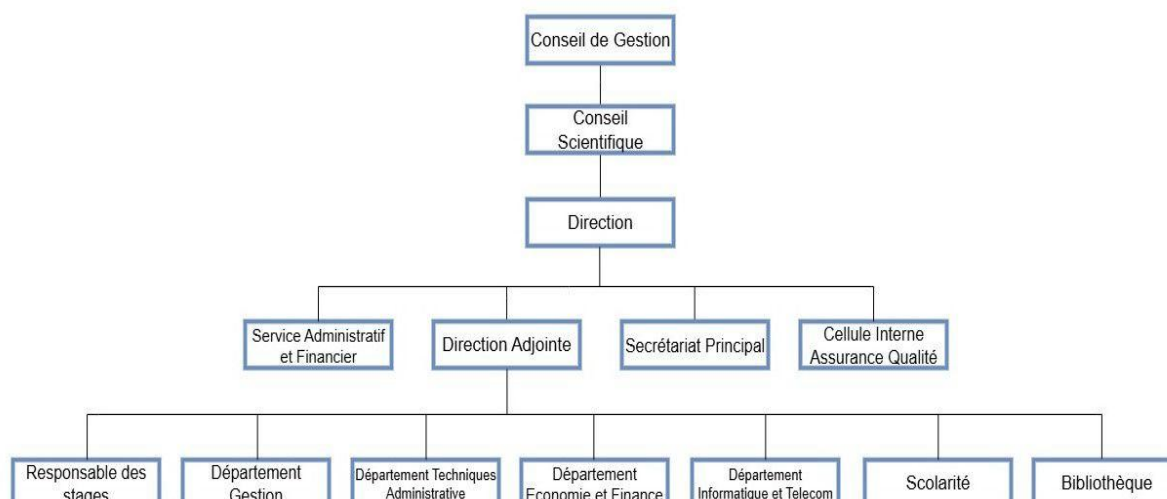 Conseil de Gestion
Conseil
Scientifique
Direction
Service Administratif
et Financier
Direction Adjointe
Secrétariat Principal
Cellule Interne
Assurance Qualité
Responsable des
stages
Département
Gestion
Département Techniques
Administrative
Département
Economie et Finance
Département
Informatique et Telecom
Scolarité
Bibliothèque